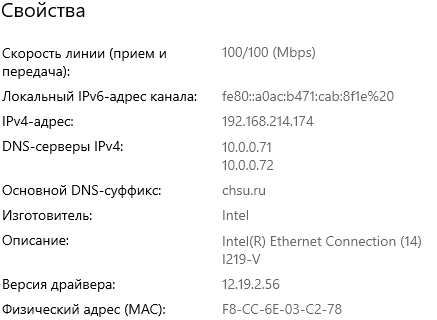 Свойства
Скорость линии (прием и передача): 100/100 (Mbps)
Локальный IPv6-адрес канала: fe80::a0ac:b471:cab:8f1e%20
IPv4-адрес: 192.168.214.174
DNS-серверы IPv4: 10.0.0.71
10.0.0.72
Основной DNS-суффикс: chsu.ru
Изготовитель: Intel
Описание: Intel(R) Ethernet Connection (14)
I219-V
Версия драйвера: 12.19.2.56
Физический адрес (MAC): F8-CC-6E-03-C2-78